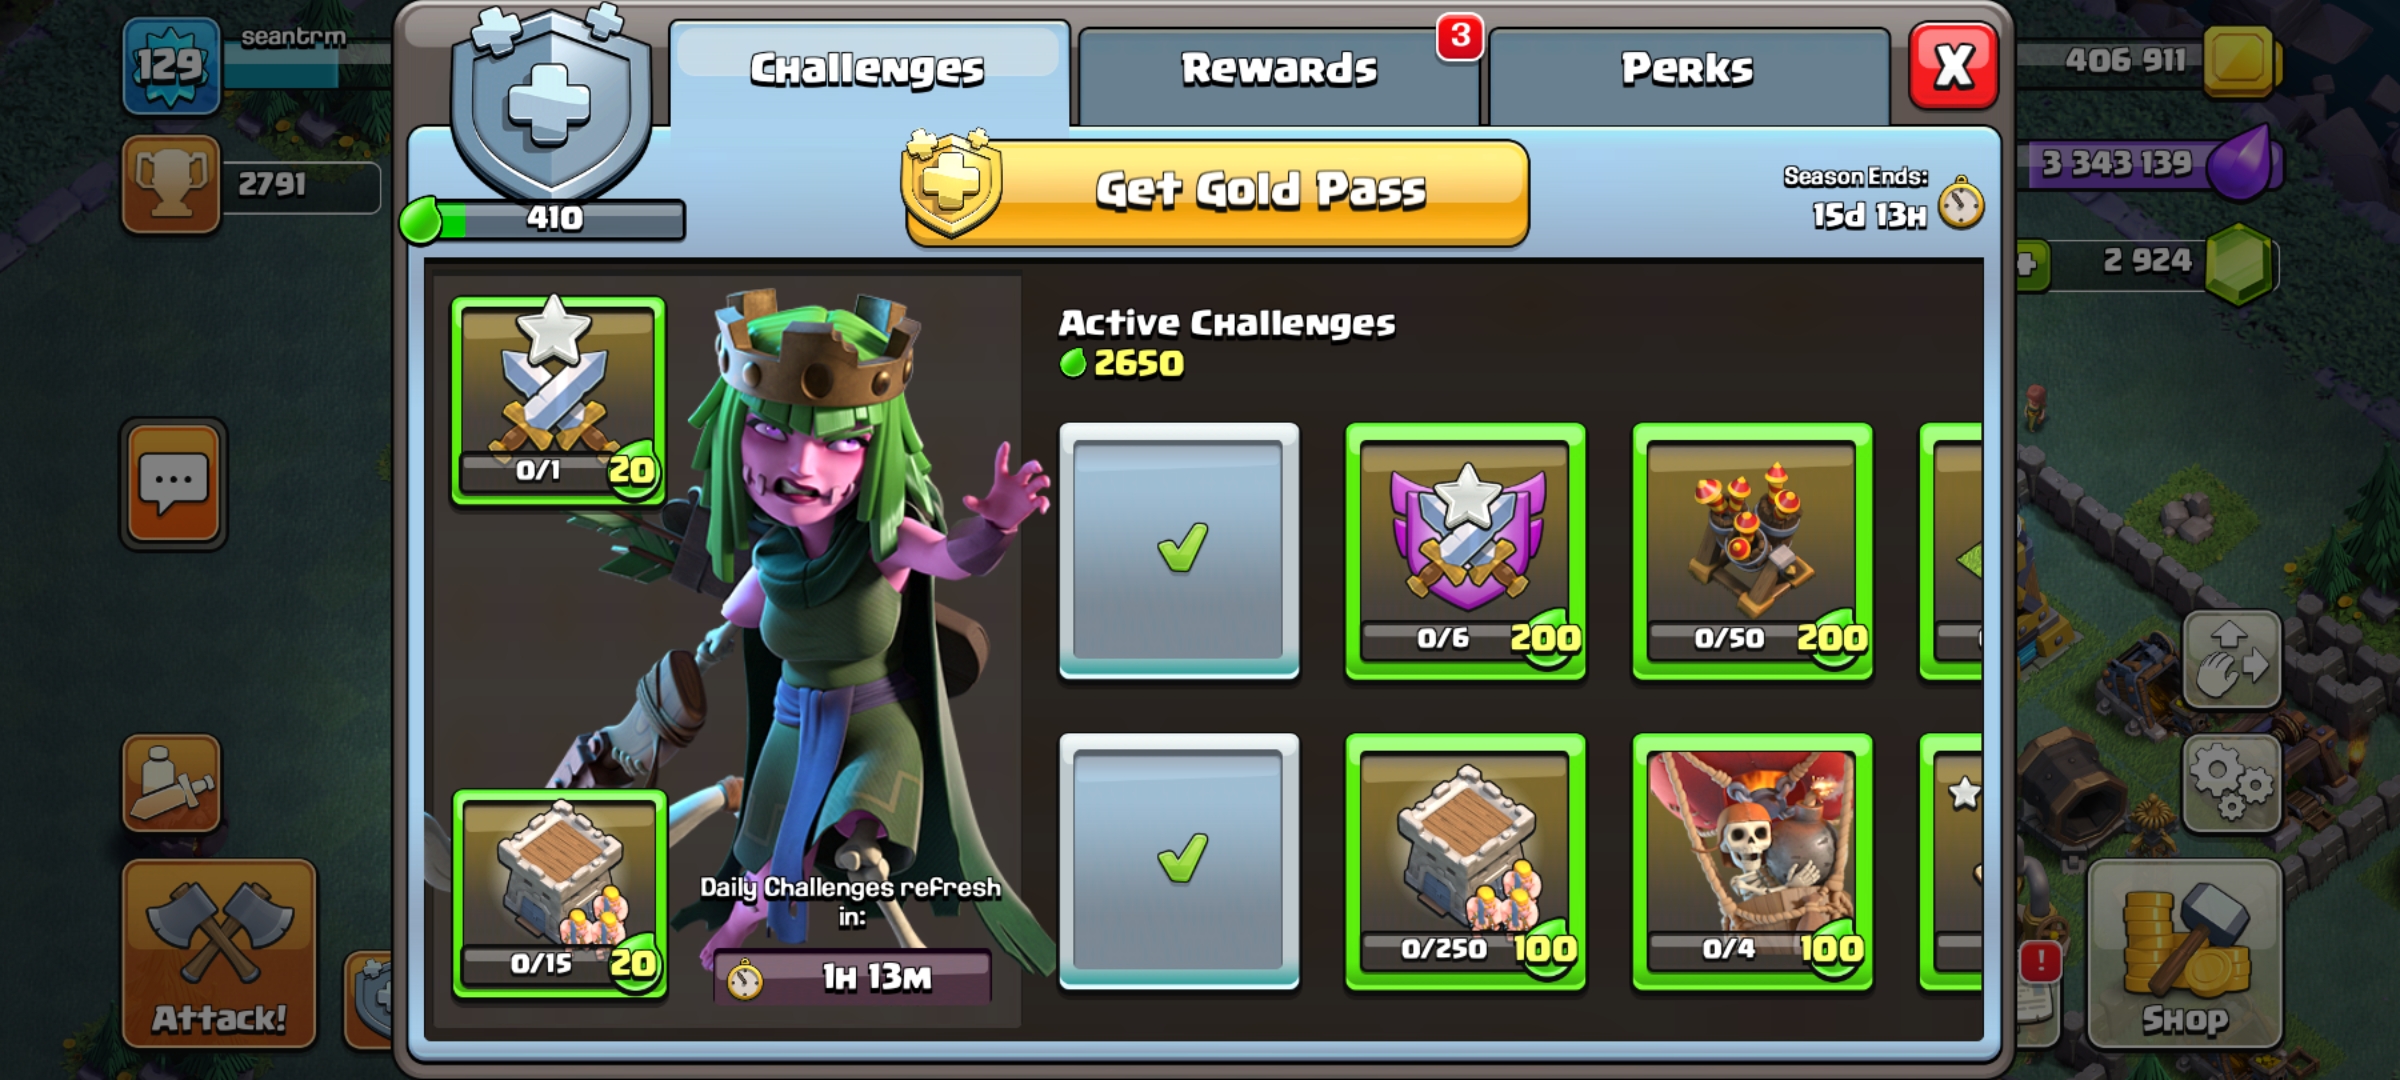 129
seantrm
2791
Challenges
Rewards
3
Perks
X
406 911
3 343 139
2 924
410
Get Gold Pass
Season Ends:
15d 13H
Active Challenges
2650
0/1
20
0/6
200
0/50
200
0/15
20
0/250
100
0/4
100
Daily Challenges refresh
in:
1H 13M
Attack!
!
Shop